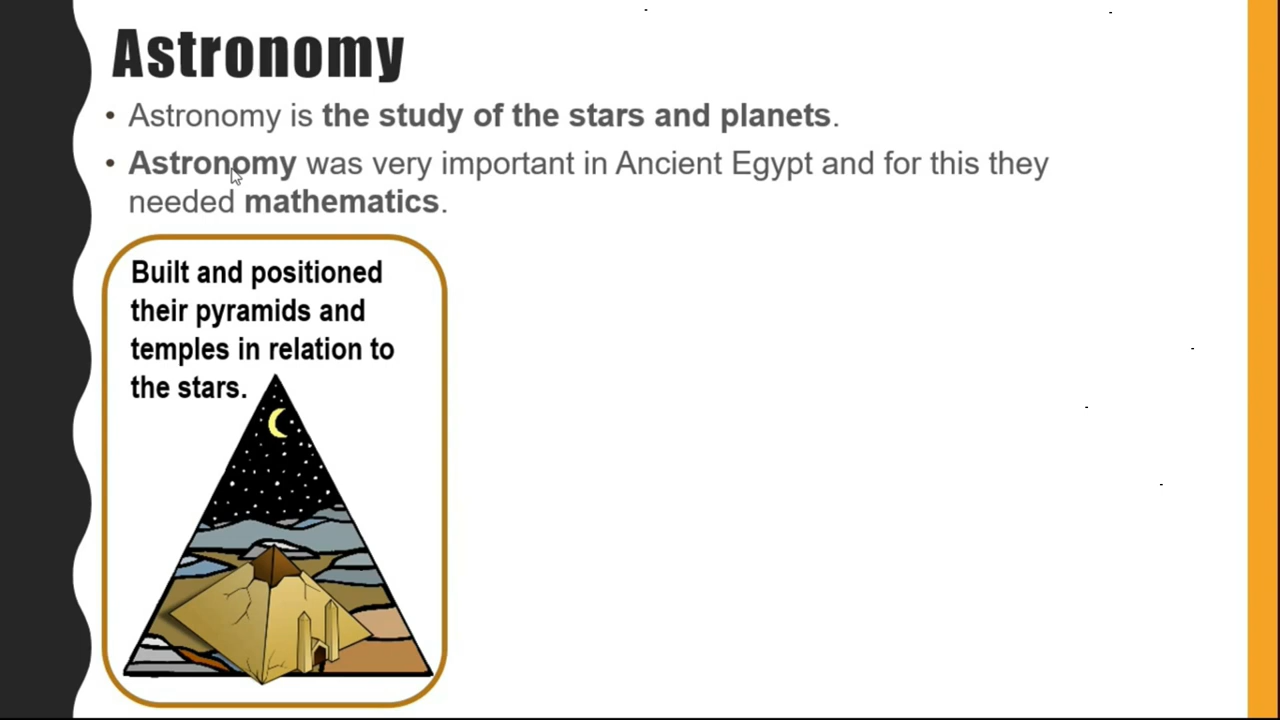 Astronomy
• Astronomy is the study of the stars and planets.
• Astronomy was very important in Ancient Egypt and for this they
needed mathematics.
Built and positioned
their pyramids and
temples in relation to
the stars.